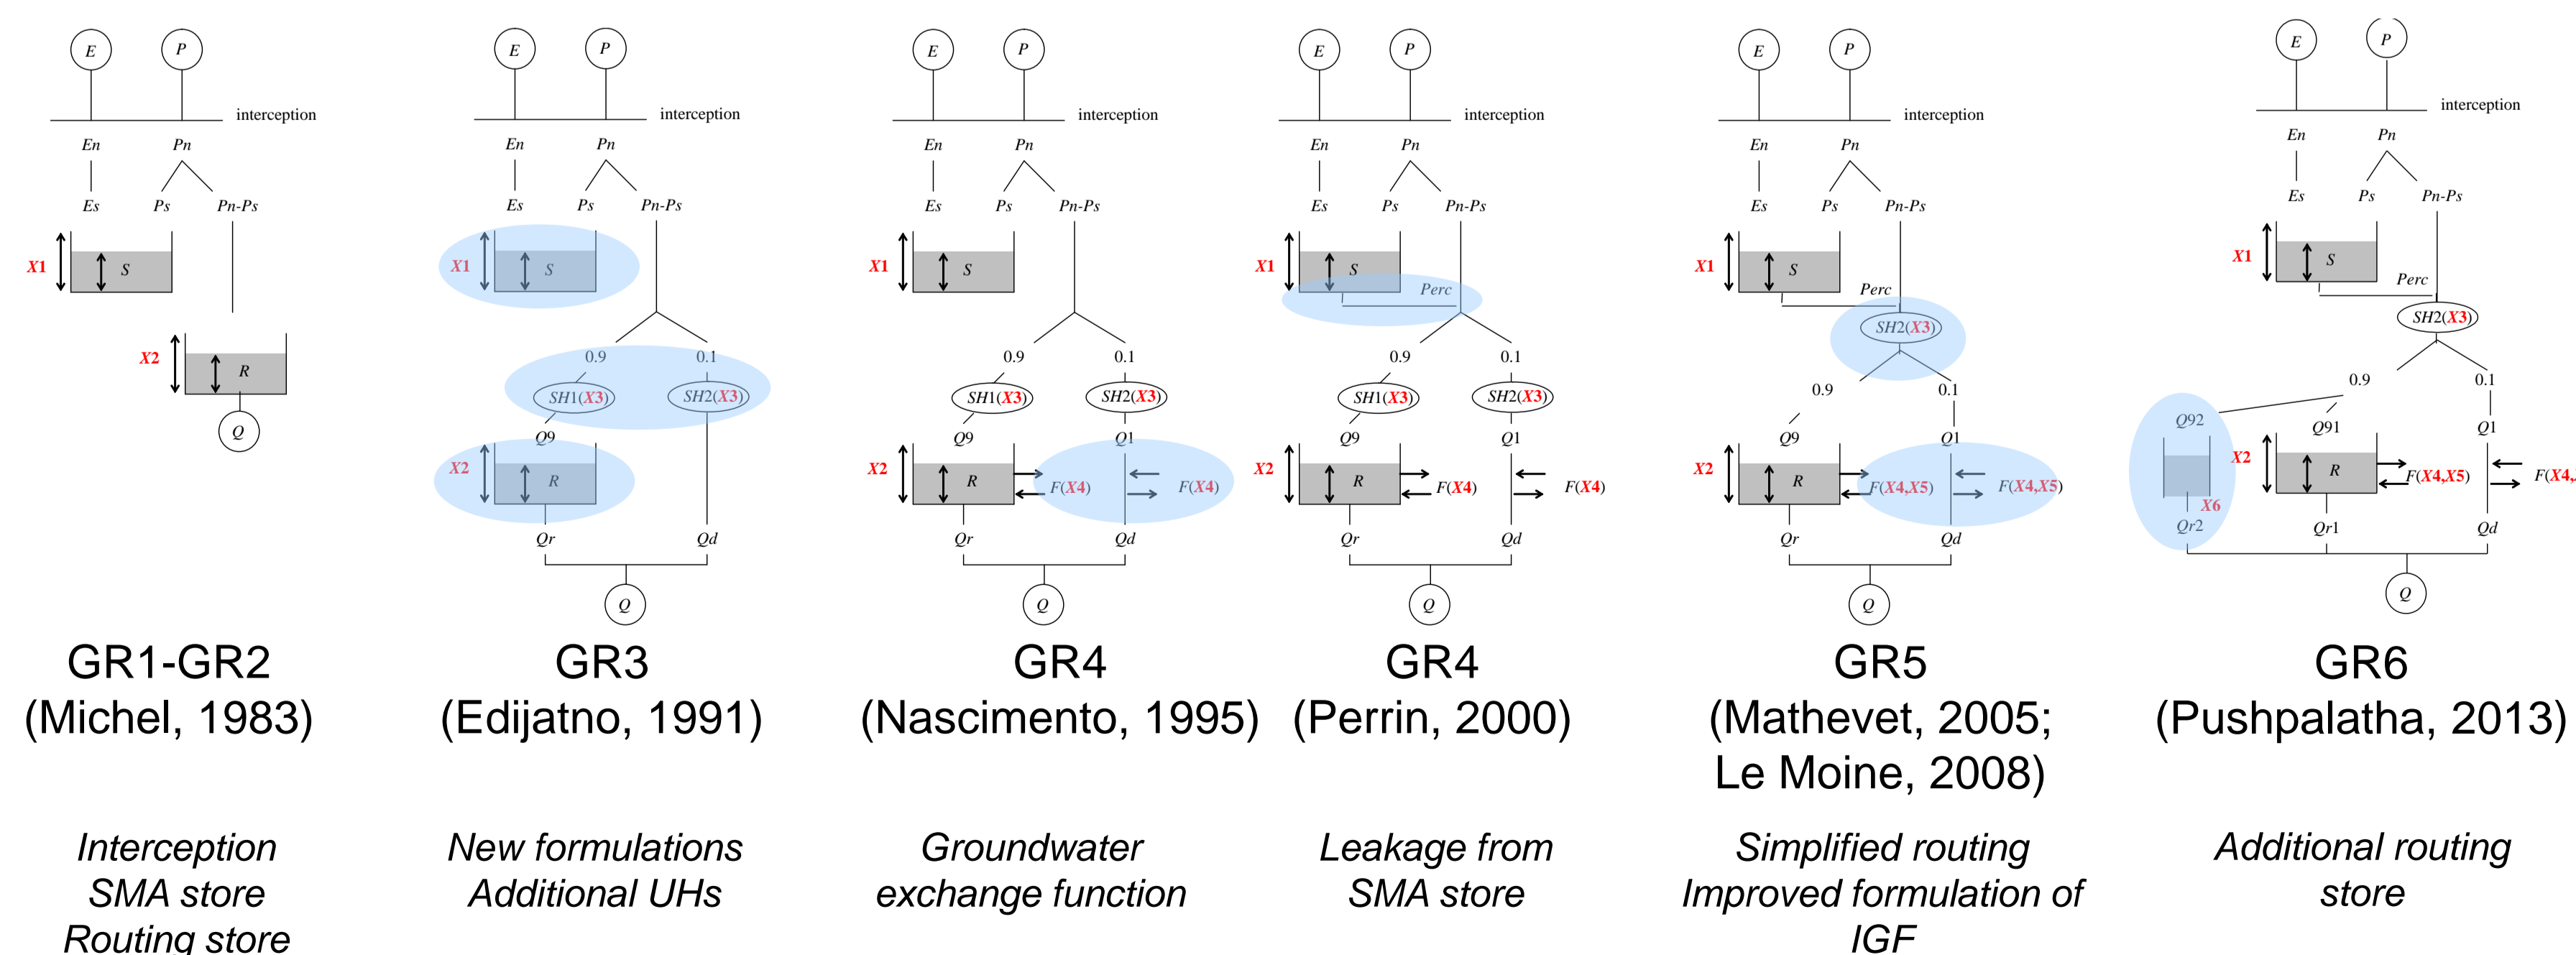 E P
interception
En Pn
Es Ps Pn-Ps
X1 S
X2 R
Q
GR1-GR2
(Michel, 1983)
Interception
SMA store
Routing store
E P
interception
En Pn
Es Ps Pn-Ps
X1 S
0.9 0.1
SH1(X3) SH2(X3)
Q9
X2 R
Qr Qd
Q
GR3
(Edijatno, 1991)
New formulations
Additional UHs
E P
interception
En Pn
Es Ps Pn-Ps
X1 S
0.9 0.1
SH1(X3) SH2(X3)
Q9 Q1
X2 R F(X4) F(X4)
Qr Qd
Q
GR4
(Nascimento, 1995)
Groundwater
exchange function
E P
interception
En Pn
Es Ps Pn-Ps
X1 S
Perc
0.9 0.1
SH1(X3) SH2(X3)
Q9 Q1
X2 R F(X4) F(X4)
Qr Qd
Q
GR4
(Perrin, 2000)
Leakage from
SMA store
E P
interception
En Pn
Es Ps Pn-Ps
X1 S
Perc
SH2(X3)
0.9 0.1
Q9 Q1
X2 R F(X4,X5) F(X4,X5)
Qr Qd
Q
GR5
(Mathevet, 2005;
Le Moine, 2008)
Simplified routing
Improved formulation of
IGF
E P
interception
En Pn
Es Ps Pn-Ps
X1 S
Perc
SH2(X3)
0.9 0.1
Q92 Q91 Q1
X2 R F(X4,X5) F(X4,
X6
Qr2 Qr1 Qd
Q
GR6
(Pushpalatha, 2013)
Additional routing
store